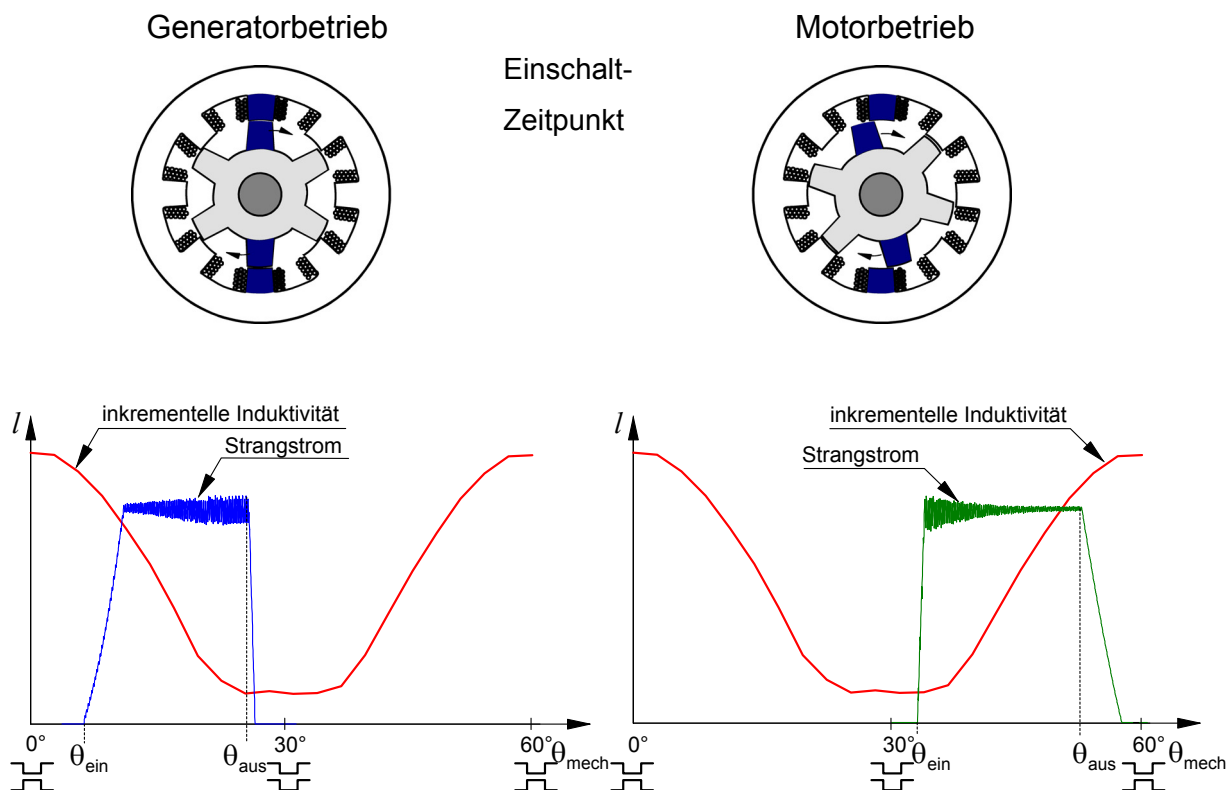 Generatorbetrieb
Einschalt-
Zeitpunkt
Motorbetrieb
l
inkrementelle Induktivität
Strangstrom
0°
θein
θaus
30°
60°
θmech
l
inkrementelle Induktivität
Strangstrom
0°
30°
θein
θaus
60°
θmech